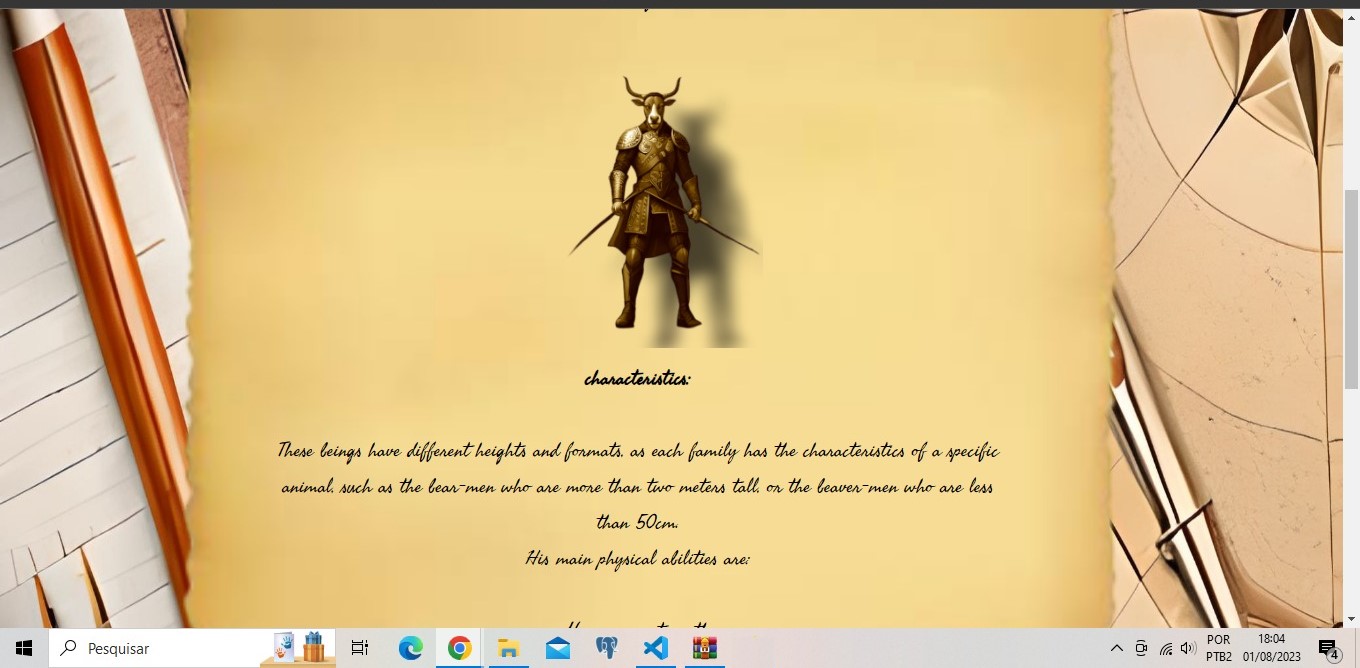 characteristics:
These beings have different heights and formats, as each family has the characteristics of a specific
animal, such as the bear-men who are more than two meters tall, or the beaver-men who are less
than 50cm.
His main physical abilities are:
Pesquisar
POR
PTB2
18:04
01/08/2023
4